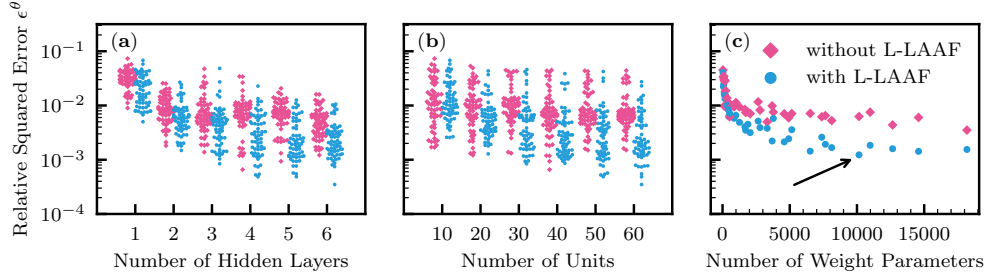 Relative Squared Error ϵ^θ
10⁻¹
10⁻²
10⁻³
10⁻⁴
(a)
1 2 3 4 5 6
Number of Hidden Layers
(b)
10 20 30 40 50 60
Number of Units
(c)
without L-LAAF
with L-LAAF
0 5000 10000 15000
Number of Weight Parameters